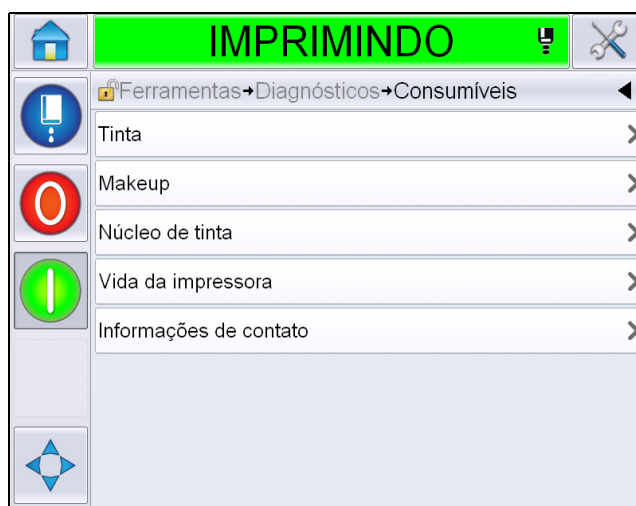 IMPRIMINDO
Ferramentas→Diagnósticos→Consumíveis
Tinta
Makeup
Núcleo de tinta
Vida da impressora
Informações de contato